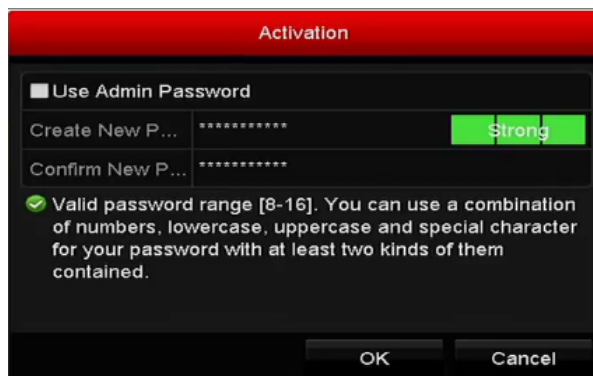 Activation
Use Admin Password
Create New P... *********** Strong
Confirm New P... ***********
Valid password range [8-16]. You can use a combination
of numbers, lowercase, uppercase and special character
for your password with at least two kinds of them
contained.
OK Cancel